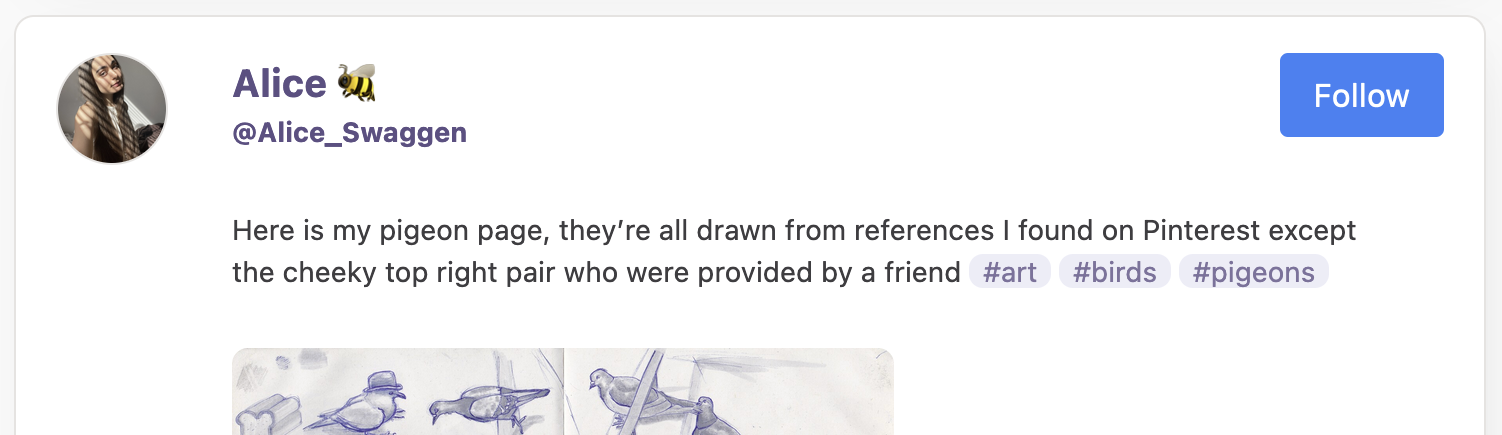 Alice 🐝
@Alice_Swaggen
Follow
Here is my pigeon page, they’re all drawn from references I found on Pinterest except
the cheeky top right pair who were provided by a friend #art #birds #pigeons